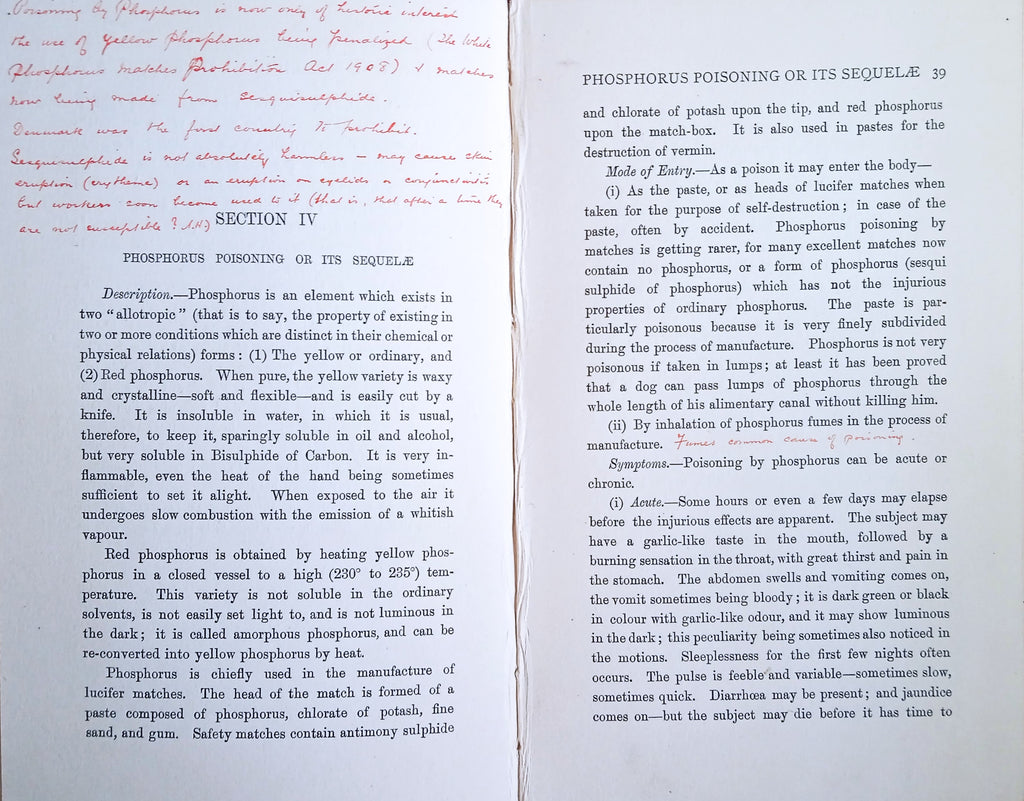 Poisoning by Phosphorus is now only of historic interest
the use of yellow phosphorus being penalized (The White
Phosphorus Matches Prohibition Act 1908) & matches
now being made from Sesquisulphide.
Denmark was the first country to prohibit.
Sesquisulphide is not absolutely harmless – may cause skin
eruption (erythema) or an eruption on eyelids or conjunctivitis
but workers soon become used to it (that is, that after a time they
are not susceptible ? A.H.)
SECTION IV
PHOSPHORUS POISONING OR ITS SEQUELÆ
Description.—Phosphorus is an element which exists in
two "allotropic" (that is to say, the property of existing in
two or more conditions which are distinct in their chemical or
physical relations) forms: (1) The yellow or ordinary, and
(2) Red phosphorus. When pure, the yellow variety is waxy
and crystalline—soft and flexible—and is easily cut by a
knife. It is insoluble in water, in which it is usual,
therefore, to keep it, sparingly soluble in oil and alcohol,
but very soluble in Bisulphide of Carbon. It is very in-
flammable, even the heat of the hand being sometimes
sufficient to set it alight. When exposed to the air it
undergoes slow combustion with the emission of a whitish
vapour.
Red phosphorus is obtained by heating yellow phos-
phorus in a closed vessel to a high (230° to 235°) tem-
perature. This variety is not soluble in the ordinary
solvents, is not easily set light to, and is not luminous in
the dark; it is called amorphous phosphorus, and can be
re-converted into yellow phosphorus by heat.
Phosphorus is chiefly used in the manufacture of
lucifer matches. The head of the match is formed of a
paste composed of phosphorus, chlorate of potash, fine
sand, and gum. Safety matches contain antimony sulphide
PHOSPHORUS POISONING OR ITS SEQUELÆ 39
and chlorate of potash upon the tip, and red phosphorus
upon the match-box. It is also used in pastes for the
destruction of vermin.
Mode of Entry.—As a poison it may enter the body—
(i) As the paste, or as heads of lucifer matches when
taken for the purpose of self-destruction; in case of the
paste, often by accident. Phosphorus poisoning by
matches is getting rarer, for many excellent matches now
contain no phosphorus, or a form of phosphorus (sesqui
sulphide of phosphorus) which has not the injurious
properties of ordinary phosphorus. The paste is par-
ticularly poisonous because it is very finely subdivided
during the process of manufacture. Phosphorus is not very
poisonous if taken in lumps; at least it has been proved
that a dog can pass lumps of phosphorus through the
whole length of his alimentary canal without killing him.
(ii) By inhalation of phosphorus fumes in the process of
manufacture. Fumes common cause of poisoning.
Symptoms.—Poisoning by phosphorus can be acute or
chronic.
(i) Acute.—Some hours or even a few days may elapse
before the injurious effects are apparent. The subject may
have a garlic-like taste in the mouth, followed by a
burning sensation in the throat, with great thirst and pain in
the stomach. The abdomen swells and vomiting comes on,
the vomit sometimes being bloody; it is dark green or black
in colour with garlic-like odour, and it may show luminous
in the dark; this peculiarity being sometimes also noticed in
the motions. Sleeplessness for the first few nights often
occurs. The pulse is feeble and variable—sometimes slow,
sometimes quick. Diarrhœa may be present; and jaundice
comes on—but the subject may die before it has time to